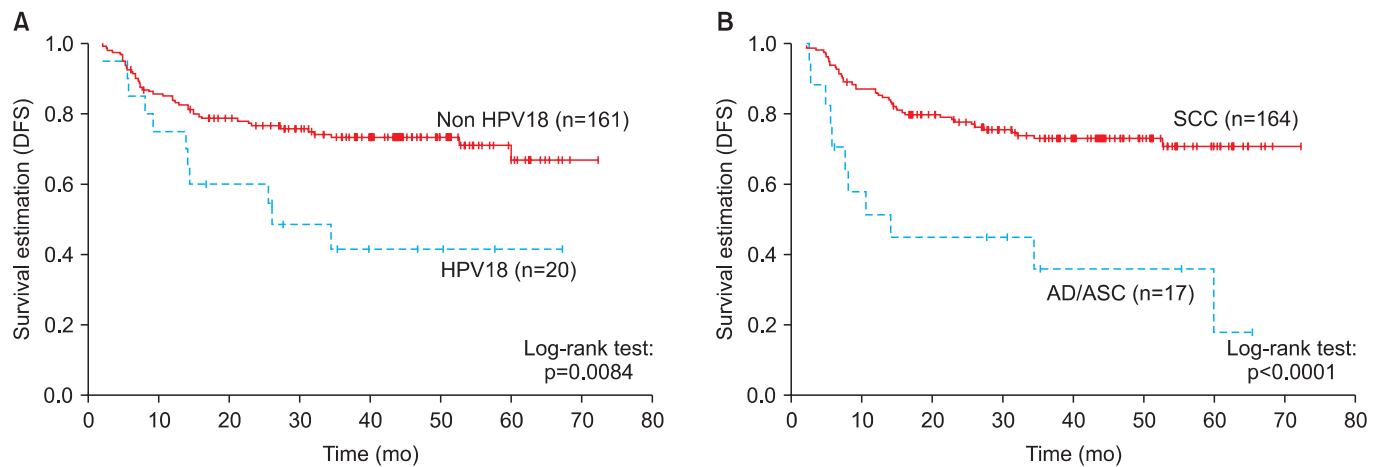 A
Survival estimation (DFS)
1.0
0.8
0.6
0.4
0.2
0.0
Non HPV18 (n=161)
HPV18 (n=20)
Log-rank test:
p=0.0084
0 10 20 30 40 50 60 70 80
Time (mo)
B
Survival estimation (DFS)
1.0
0.8
0.6
0.4
0.2
0.0
SCC (n=164)
AD/ASC (n=17)
Log-rank test:
p<0.0001
0 10 20 30 40 50 60 70 80
Time (mo)